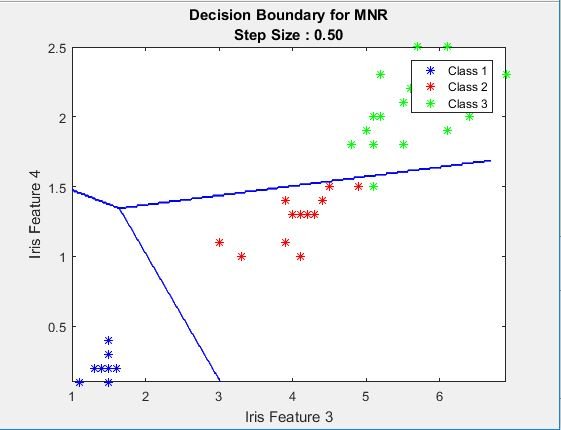 Decision Boundary for MNR
Step Size : 0.50
2.5
2
1.5
1
0.5
1 2 3 4 5 6
Iris Feature 4
Iris Feature 3
Class 1
Class 2
Class 3